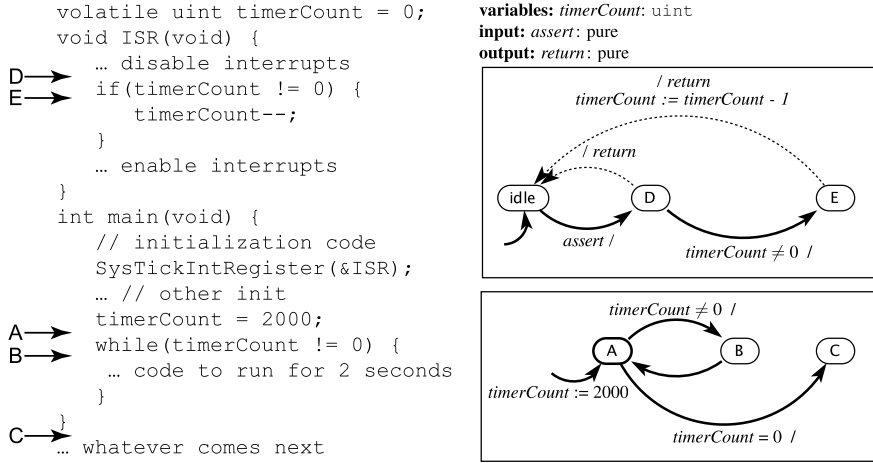 volatile uint timerCount = 0;
void ISR(void) {
… disable interrupts
D
E
if(timerCount != 0) {
timerCount--;
}
… enable interrupts
}
int main(void) {
// initialization code
SysTickIntRegister(&ISR);
… // other init
A
timerCount = 2000;
B
while(timerCount != 0) {
… code to run for 2 seconds
}
}
C
… whatever comes next
variables: timerCount: uint
input: assert: pure
output: return: pure
/ return
timerCount := timerCount - 1
/ return
idle
D
E
assert /
timerCount ≠ 0 /
timerCount ≠ 0 /
A
B
C
timerCount := 2000
timerCount = 0 /